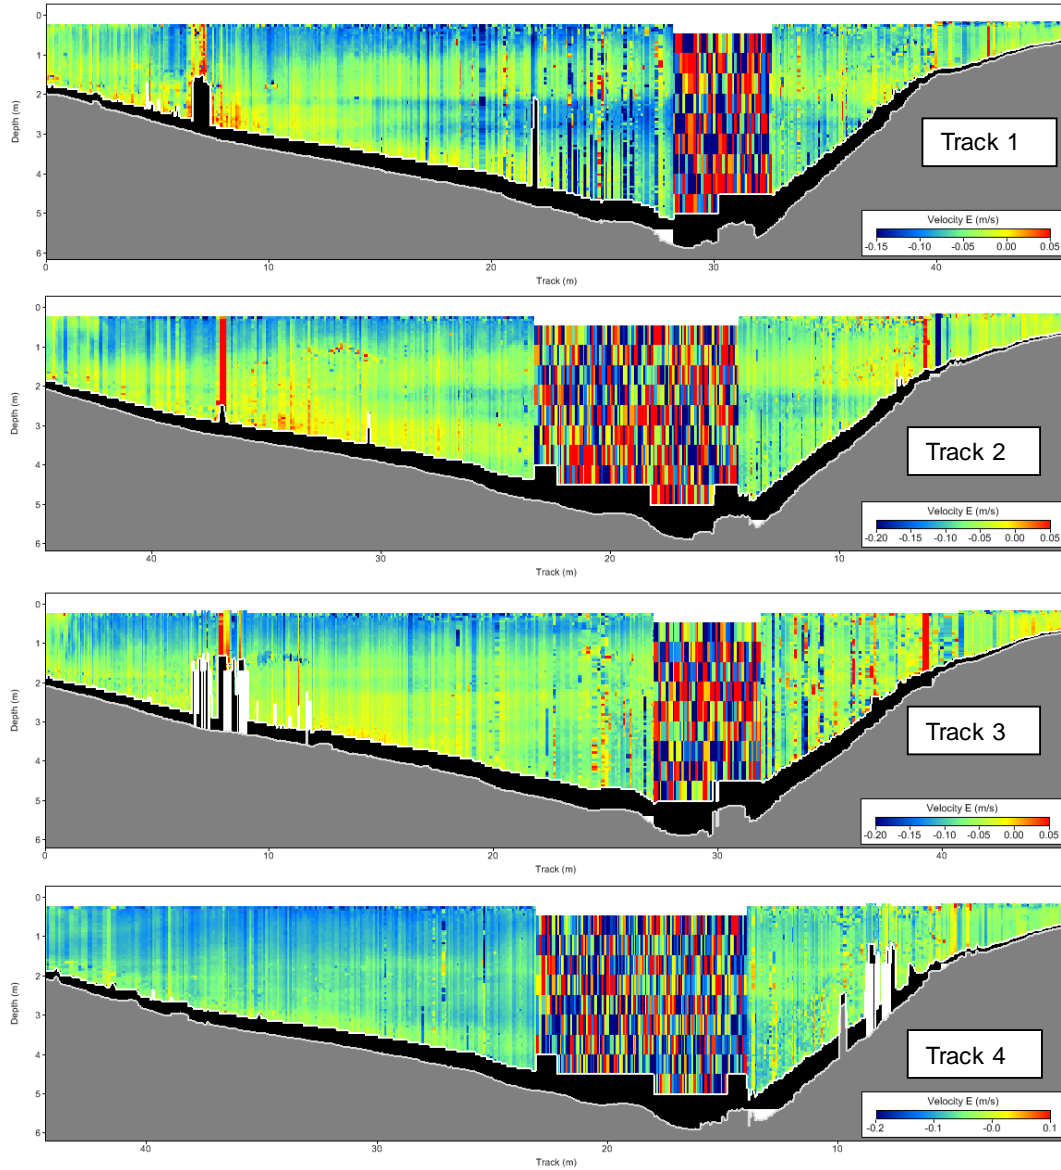 0
1
2
3
4
5
6
Depth (m)
Track 1
Velocity E (m/s)
-0.15 -0.10 -0.05 0.00 0.05
0 10 20 30 40
Track (m)
0
1
2
3
4
5
6
Depth (m)
Track 2
Velocity E (m/s)
-0.20 -0.15 -0.10 -0.05 0.00 0.05
40 30 20 10
Track (m)
0
1
2
3
4
5
6
Depth (m)
Track 3
Velocity E (m/s)
-0.20 -0.15 -0.10 -0.05 0.00 0.05
0 10 20 30 40
Track (m)
0
1
2
3
4
5
6
Depth (m)
Track 4
Velocity E (m/s)
-0.2 -0.1 -0.0 0.1
40 30 20 10
Track (m)